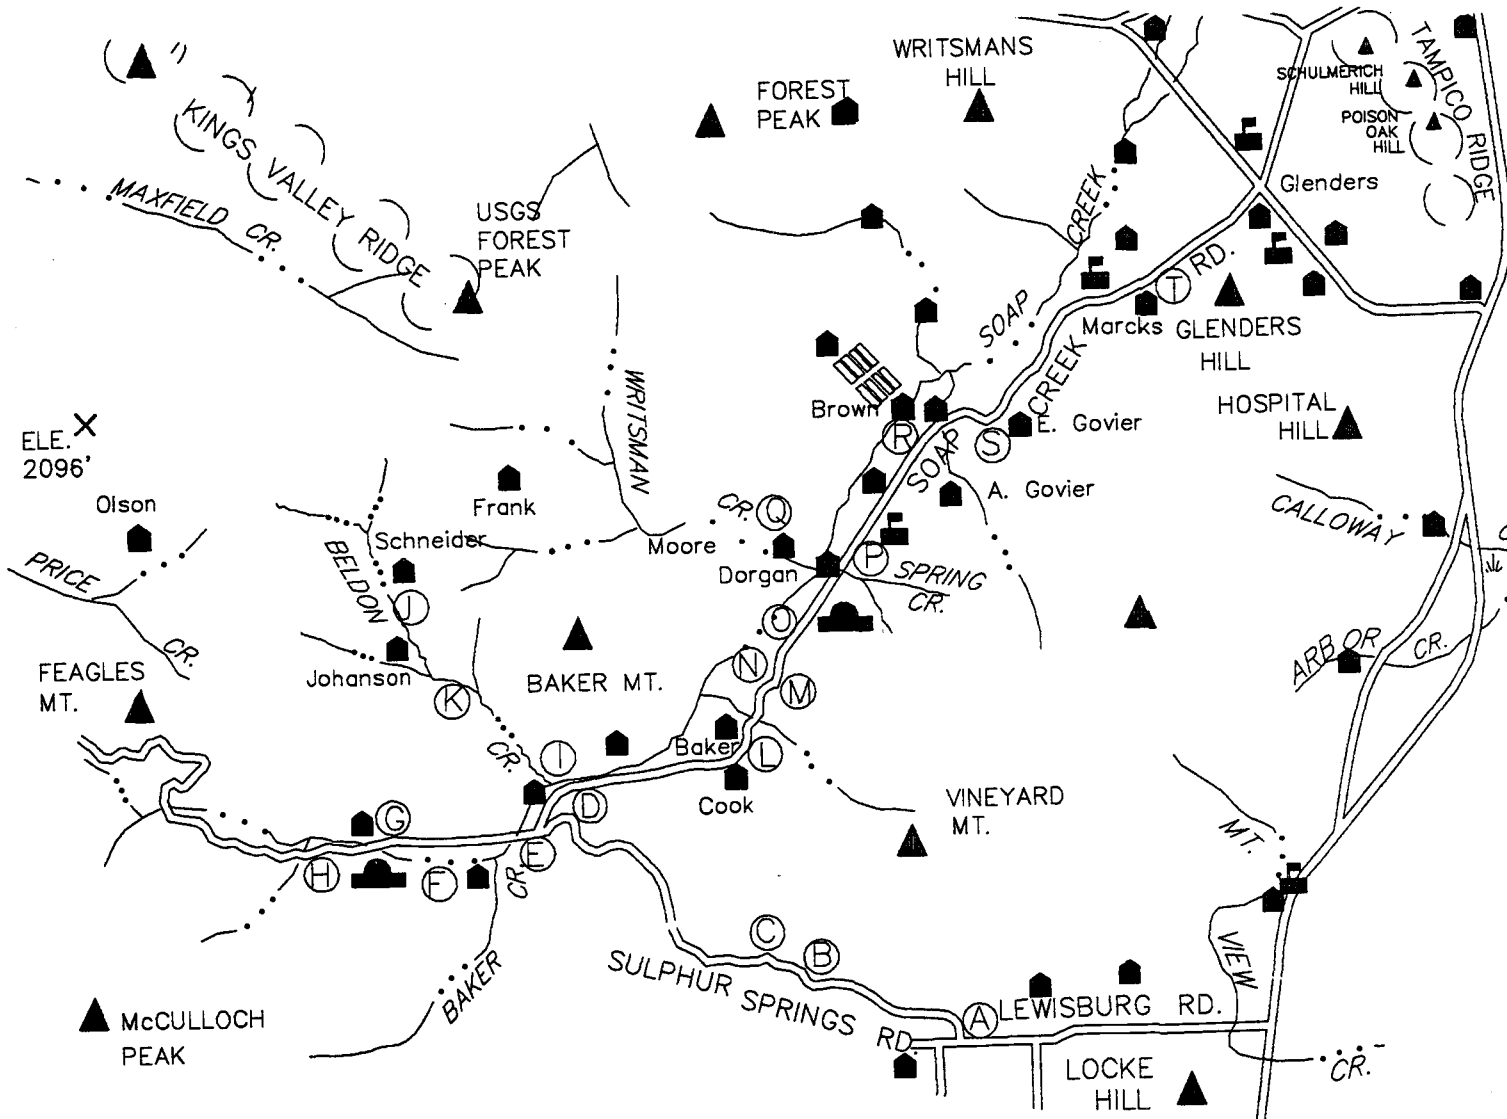 WRITSMANS
HILL
FOREST
PEAK
SCHULMERICH
HILL
POISON
OAK
HILL
TAMPICO RIDGE
KINGS VALLEY RIDGE
MAXFIELD CR.
USGS
FOREST
PEAK
CREEK
SOAP
Glenders
RD.
T
Marcks
GLENDERS
HILL
CREEK
SOAP
WRITSMAN
Brown
R
S
E. Govier
HOSPITAL
HILL
ELE.
2096'
Olson
Frank
A. Govier
CALLOWAY
C
CR.
Q
Schneider
Moore
Dorgan
P
SPRING
CR.
PRICE
CR.
BELDON
J
O
ARBOR
CR.
FEAGLES
MT.
Johanson
K
BAKER MT.
N
M
CR.
I
Baker
L
Cook
D
VINEYARD
MT.
MT.
VIEW
CR.
G
H
F
E
CR.
BAKER
C
B
SULPHUR SPRINGS RD.
A
LEWISBURG RD.
McCULLOCH
PEAK
LOCKE
HILL